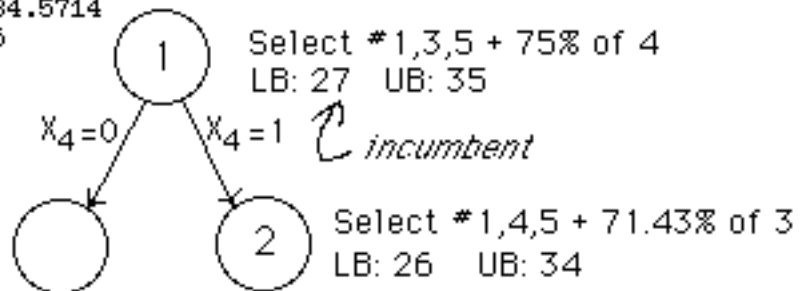 34.5714
1
Select #1,3,5 + 75% of 4
LB: 27 UB: 35
X4=0
X4=1
incumbent
2
Select #1,4,5 + 71.43% of 3
LB: 26 UB: 34